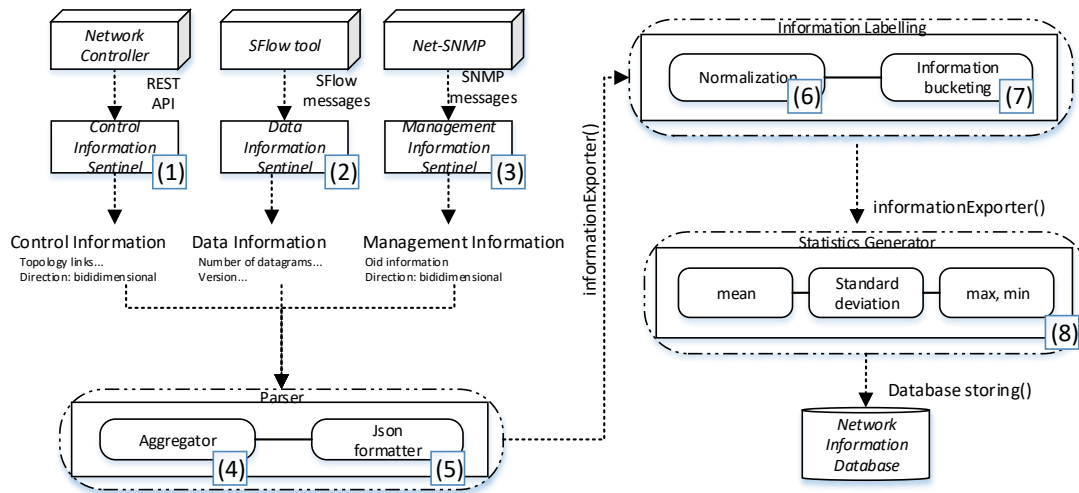 Network
Controller
REST
API
Control
Information
Sentinel
(1)
Control Information
Topology links...
Direction: bididimensional
SFlow tool
SFlow
messages
Data
Information
Sentinel
(2)
Data Information
Number of datagrams...
Version...
Net-SNMP
SNMP
messages
Management
Information
Sentinel
(3)
Management Information
Oid information
Direction: bididimensional
Parser
Aggregator
(4)
Json
formatter
(5)
informationExporter()
Information Labelling
Normalization
(6)
Information
bucketing
(7)
informationExporter()
Statistics Generator
mean
Standard
deviation
max, min
(8)
Database storing()
Network
Information
Database